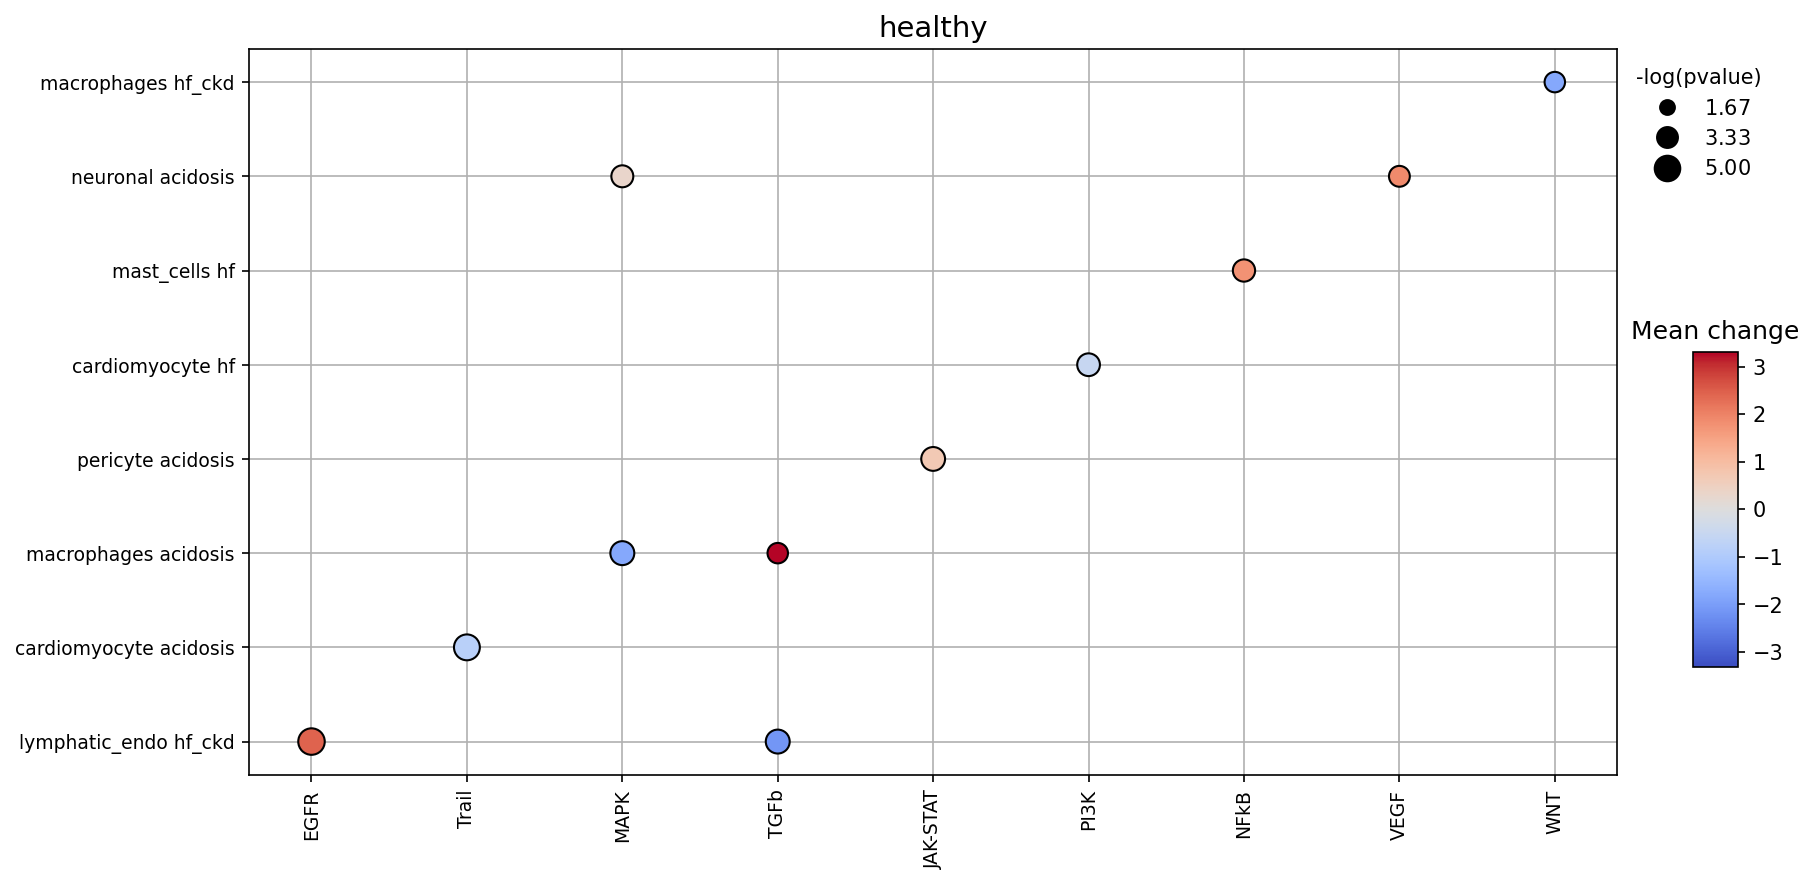 healthy
macrophages hf_ckd
neuronal acidosis
mast_cells hf
cardiomyocyte hf
pericyte acidosis
macrophages acidosis
cardiomyocyte acidosis
lymphatic_endo hf_ckd
EGFR
Trail
MAPK
TGFb
JAK-STAT
PI3K
NFkB
VEGF
WNT
-log(pvalue)
1.67
3.33
5.00
Mean change
3
2
1
0
−1
−2
−3